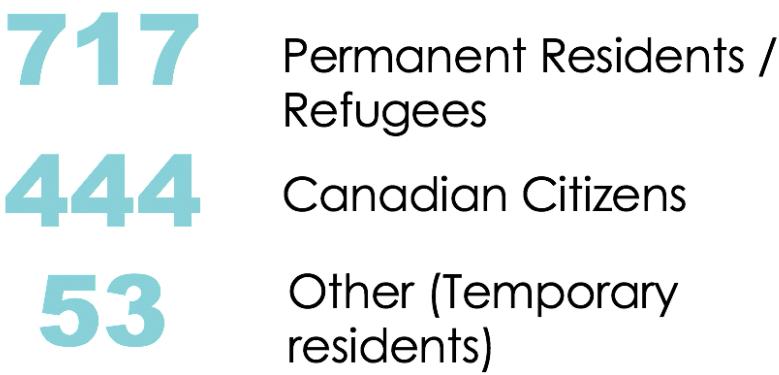 717 Permanent Residents /
Refugees
444 Canadian Citizens
53 Other (Temporary
residents)